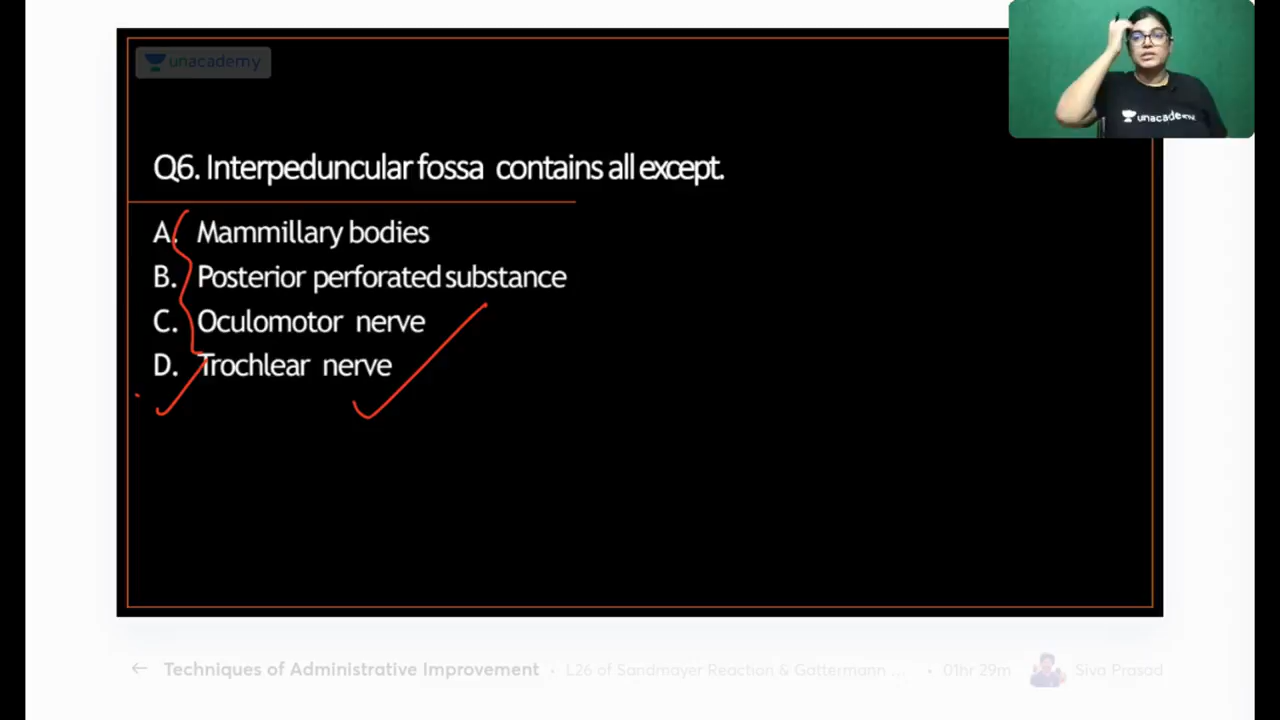 unacademy
unacademy
Q6. Interpeduncular fossa contains all except.
A. Mammillary bodies
B. Posterior perforated substance
C. Oculomotor nerve
D. Trochlear nerve
Techniques of Administrative Improvement • L26 of Sandmayer Reaction & Gattermann ... • 01hr 29m Siva Prasad